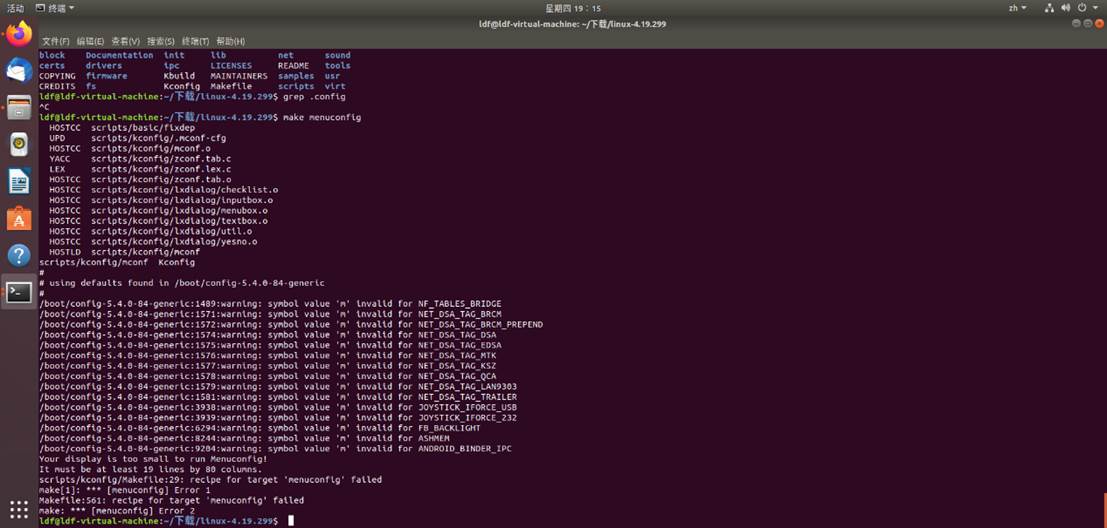 活动 终端 星期四 19：15 zh
ldf@ldf-virtual-machine: ~/下载/linux-4.19.299
文件(F) 编辑(E) 查看(V) 搜索(S) 终端(T) 帮助(H)
block Documentation init lib net sound
certs drivers ipc LICENSES README tools
COPYING firmware Kbuild MAINTAINERS samples usr
CREDITS fs Kconfig Makefile scripts virt
ldf@ldf-virtual-machine:~/下载/linux-4.19.299$ grep .config
^C
ldf@ldf-virtual-machine:~/下载/linux-4.19.299$ make menuconfig
HOSTCC scripts/basic/fixdep
UPD scripts/kconfig/.mconf-cfg
HOSTCC scripts/kconfig/mconf.o
YACC scripts/kconfig/zconf.tab.c
LEX scripts/kconfig/zconf.lex.c
HOSTCC scripts/kconfig/zconf.tab.o
HOSTCC scripts/kconfig/lxdialog/checklist.o
HOSTCC scripts/kconfig/lxdialog/inputbox.o
HOSTCC scripts/kconfig/lxdialog/menubox.o
HOSTCC scripts/kconfig/lxdialog/textbox.o
HOSTCC scripts/kconfig/lxdialog/util.o
HOSTCC scripts/kconfig/lxdialog/yesno.o
HOSTLD scripts/kconfig/mconf
scripts/kconfig/mconf Kconfig
#
# using defaults found in /boot/config-5.4.0-84-generic
#
/boot/config-5.4.0-84-generic:1489:warning: symbol value 'm' invalid for NF_TABLES_BRIDGE
/boot/config-5.4.0-84-generic:1571:warning: symbol value 'm' invalid for NET_DSA_TAG_BRCM
/boot/config-5.4.0-84-generic:1572:warning: symbol value 'm' invalid for NET_DSA_TAG_BRCM_PREPEND
/boot/config-5.4.0-84-generic:1574:warning: symbol value 'm' invalid for NET_DSA_TAG_DSA
/boot/config-5.4.0-84-generic:1575:warning: symbol value 'm' invalid for NET_DSA_TAG_EDSA
/boot/config-5.4.0-84-generic:1576:warning: symbol value 'm' invalid for NET_DSA_TAG_MTK
/boot/config-5.4.0-84-generic:1577:warning: symbol value 'm' invalid for NET_DSA_TAG_KSZ
/boot/config-5.4.0-84-generic:1578:warning: symbol value 'm' invalid for NET_DSA_TAG_QCA
/boot/config-5.4.0-84-generic:1579:warning: symbol value 'm' invalid for NET_DSA_TAG_LAN9303
/boot/config-5.4.0-84-generic:1581:warning: symbol value 'm' invalid for NET_DSA_TAG_TRAILER
/boot/config-5.4.0-84-generic:3938:warning: symbol value 'm' invalid for JOYSTICK_IFORCE_USB
/boot/config-5.4.0-84-generic:3939:warning: symbol value 'm' invalid for JOYSTICK_IFORCE_232
/boot/config-5.4.0-84-generic:6294:warning: symbol value 'm' invalid for FB_BACKLIGHT
/boot/config-5.4.0-84-generic:8244:warning: symbol value 'm' invalid for ASHMEM
/boot/config-5.4.0-84-generic:9204:warning: symbol value 'm' invalid for ANDROID_BINDER_IPC
Your display is too small to run Menuconfig!
It must be at least 19 lines by 80 columns.
scripts/kconfig/Makefile:29: recipe for target 'menuconfig' failed
make[1]: *** [menuconfig] Error 1
Makefile:561: recipe for target 'menuconfig' failed
make: *** [menuconfig] Error 2
ldf@ldf-virtual-machine:~/下载/linux-4.19.299$